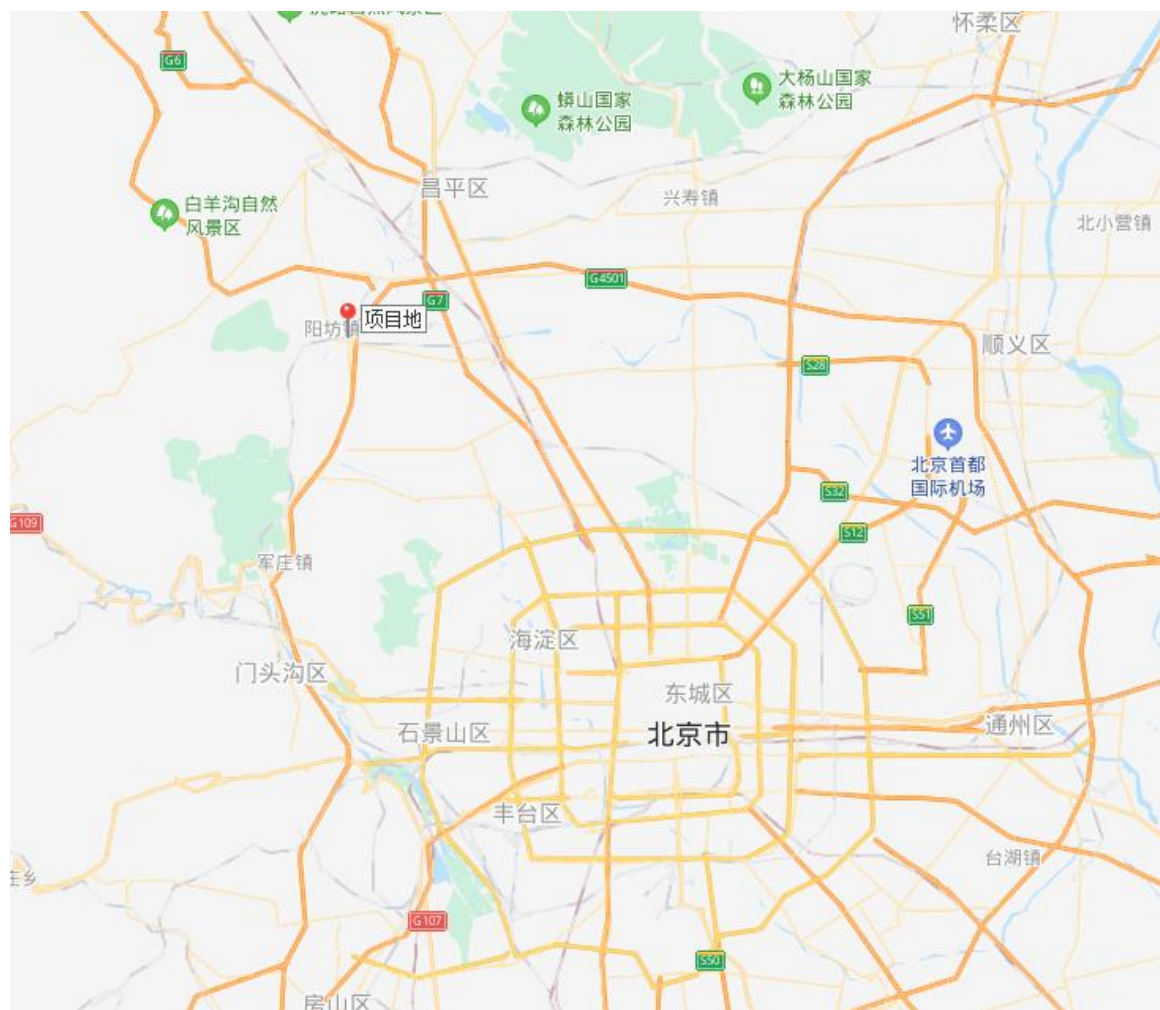 怀柔区
G6
大杨山国家
森林公园
蟒山国家
森林公园
昌平区
兴寿镇
白羊沟自然
风景区
北小营镇
G4501
G7
项目地
阳坊镇
顺义区
S28
北京首都
国际机场
S32
G109
S12
军庄镇
S51
海淀区
门头沟区
东城区
石景山区
北京市
通州区
丰台区
台湖镇
庄乡
G107
S50
房山区